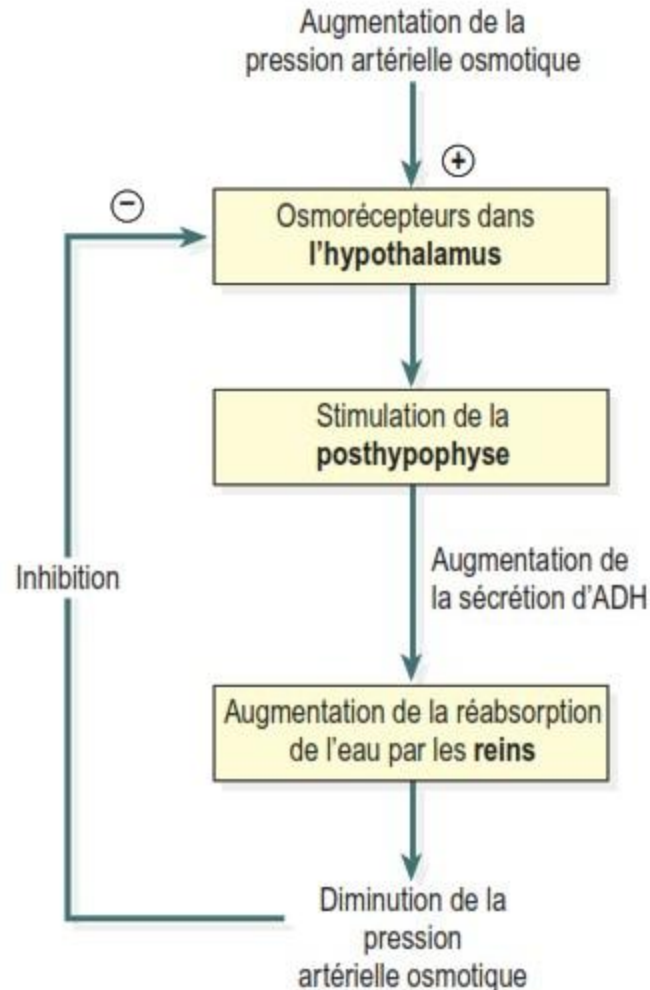 Augmentation de la
pression artérielle osmotique
+
−
Osmorécepteurs dans
l'hypothalamus
Stimulation de la
posthypophyse
Augmentation de
la sécrétion d'ADH
Inhibition
Augmentation de la réabsorption
de l'eau par les reins
Diminution de la
pression
artérielle osmotique